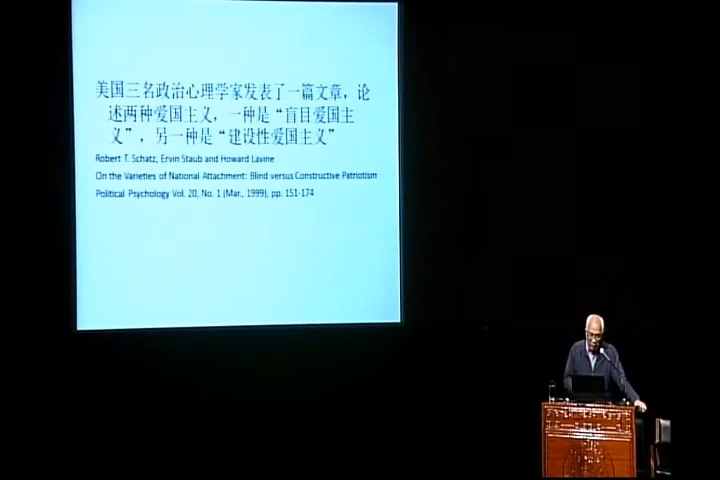 美国三名政治心理学家发表了一篇文章，论
述两种爱国主义，一种是“盲目爱国主
义”，另一种是“建设性爱国主义”
Robert T. Schatz, Ervin Staub and Howard Lavine
On the Varieties of National Attachment: Blind versus Constructive Patriotism
Political Psychology Vol. 20, No. 1 (Mar., 1999), pp. 151-174